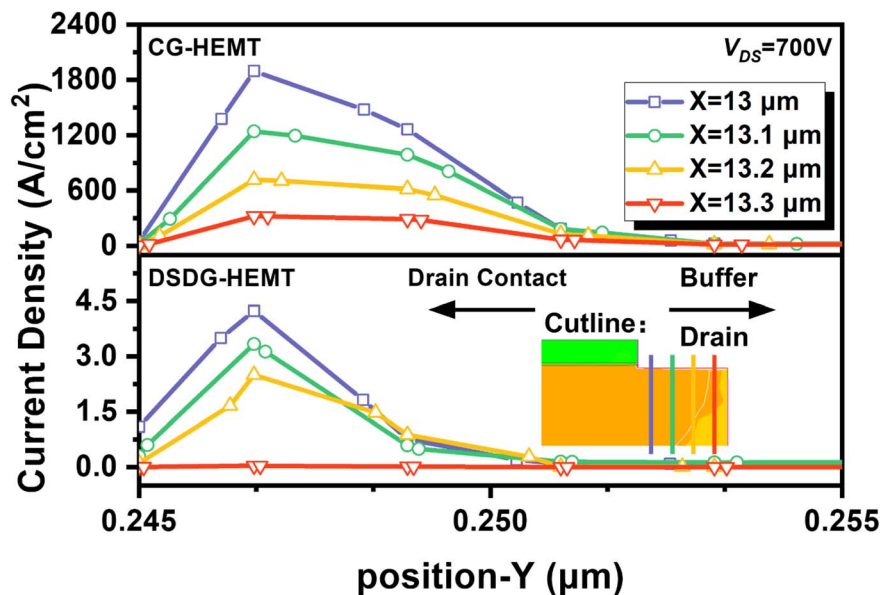 Current Density (A/cm²)
2400
1800
1200
600
0
CG-HEMT
V_DS=700V
X=13 µm
X=13.1 µm
X=13.2 µm
X=13.3 µm
4.5
3.0
1.5
0.0
DSDG-HEMT
Drain Contact
Buffer
Cutline:
Drain
0.245
0.250
0.255
position-Y (µm)